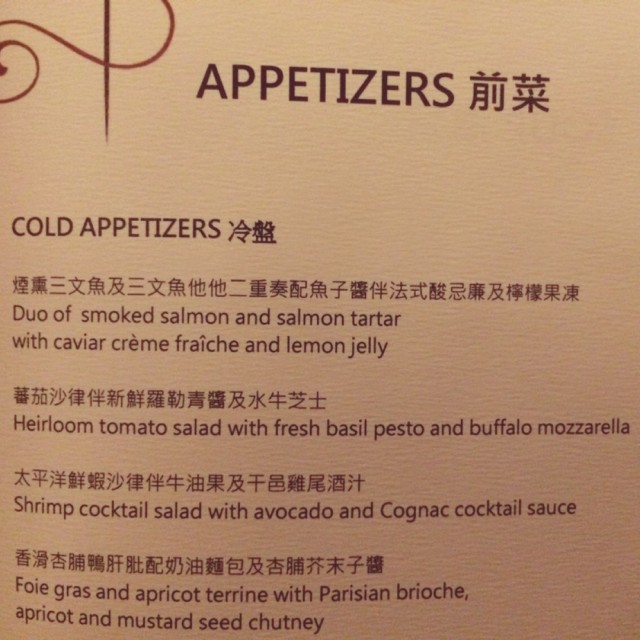 APPETIZERS 前菜
COLD APPETIZERS 冷盤
煙熏三文魚及三文魚他他二重奏配魚子醬伴法式酸忌廉及檸檬果凍
Duo of smoked salmon and salmon tartar
with caviar crème fraîche and lemon jelly
蕃茄沙律伴新鮮羅勒青醬及水牛芝士
Heirloom tomato salad with fresh basil pesto and buffalo mozzarella
太平洋鮮蝦沙律伴牛油果及干邑雞尾酒汁
Shrimp cocktail salad with avocado and Cognac cocktail sauce
香滑杏脯鴨肝肶配奶油麵包及杏脯芥末子醬
Foie gras and apricot terrine with Parisian brioche,
apricot and mustard seed chutney